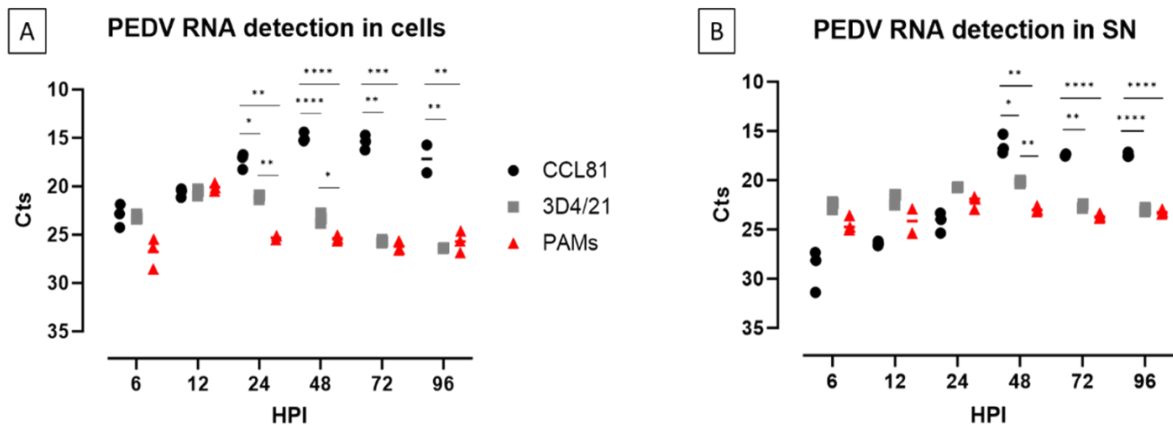 A
PEDV RNA detection in cells
Cts
10
15
20
25
30
35
** **** *** **
* **** ** **
** *
6 12 24 48 72 96
HPI
CCL81
3D4/21
PAMs
B
PEDV RNA detection in SN
Cts
10
15
20
25
30
35
** **** ****
* ** ****
**
6 12 24 48 72 96
HPI